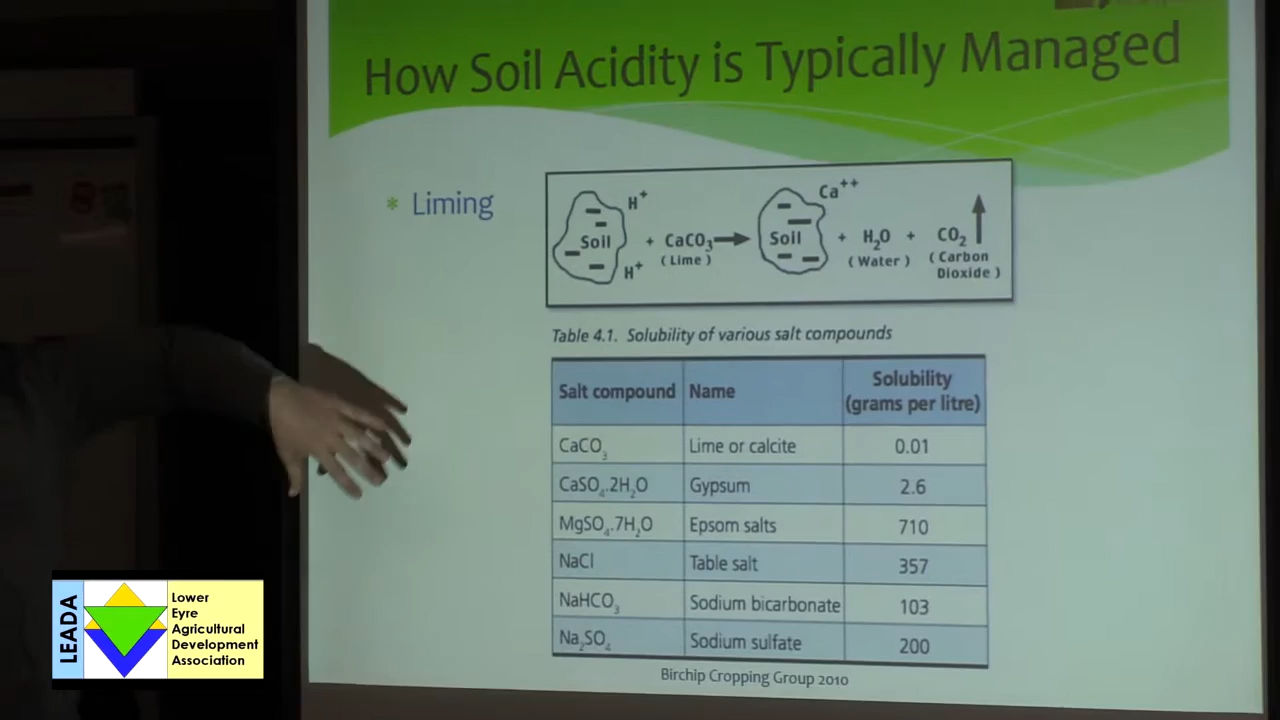 How Soil Acidity is Typically Managed
* Liming
H+
Ca++
Soil + CaCO3 → Soil + H2O + CO2
(Lime) (Water) (Carbon
H+ Dioxide)
Table 4.1. Solubility of various salt compounds
Salt compound Name Solubility (grams per litre)
CaCO3 Lime or calcite 0.01
CaSO4.2H2O Gypsum 2.6
MgSO4.7H2O Epsom salts 710
NaCl Table salt 357
NaHCO3 Sodium bicarbonate 103
Na2SO4 Sodium sulfate 200
Birchip Cropping Group 2010
LEADA
Lower
Eyre
Agricultural
Development
Association